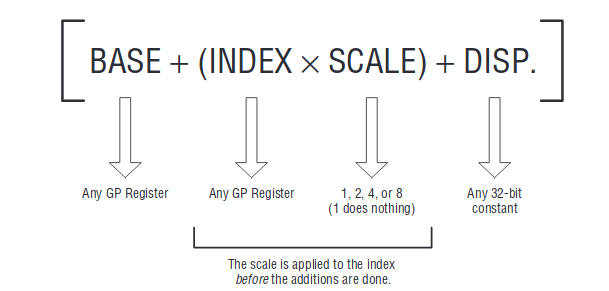 [BASE + (INDEX × SCALE) + DISP.]
Any GP Register
Any GP Register
1, 2, 4, or 8
(1 does nothing)
Any 32-bit
constant
The scale is applied to the index
before the additions are done.